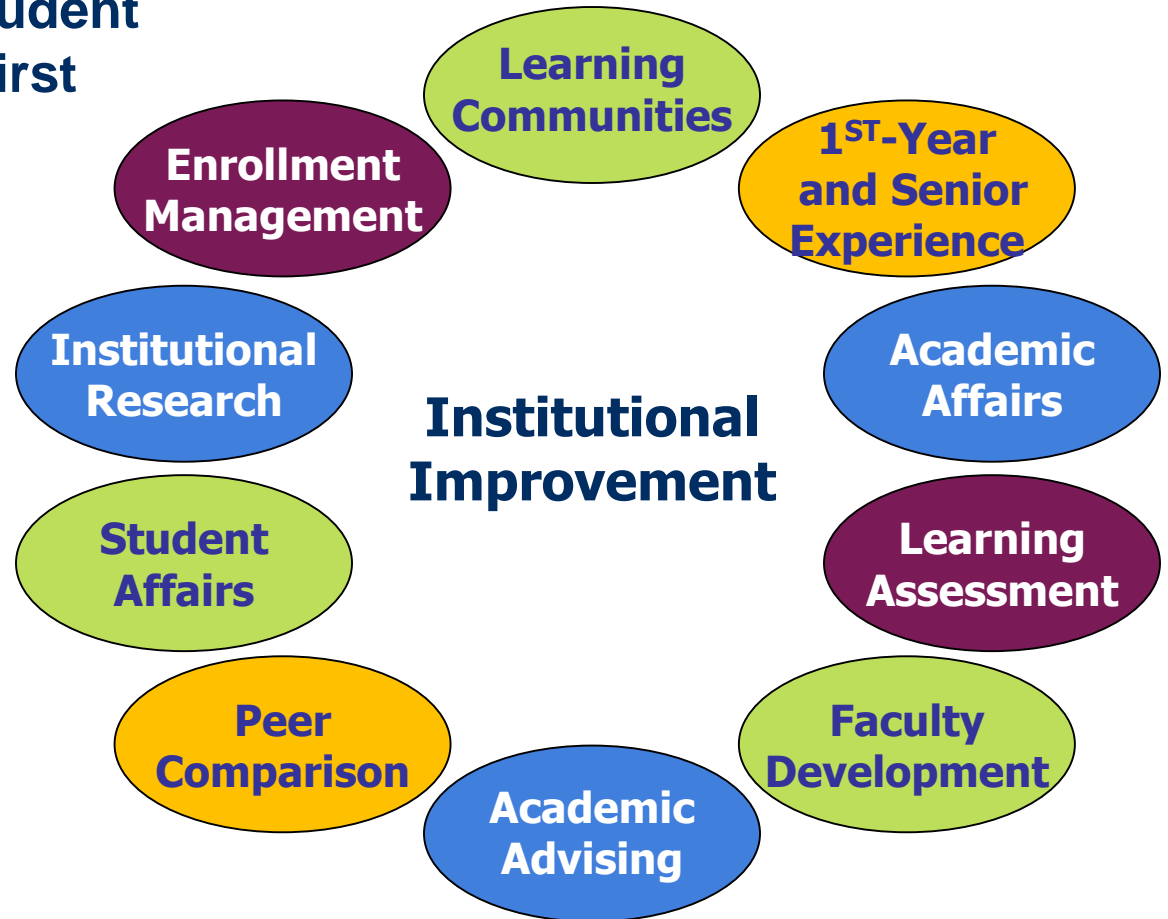 irst
Learning
Communities
1ST-Year
and Senior
Experience
Enrollment
Management
Institutional
Research
Academic
Affairs
Institutional
Improvement
Student
Affairs
Learning
Assessment
Peer
Comparison
Faculty
Development
Academic
Advising